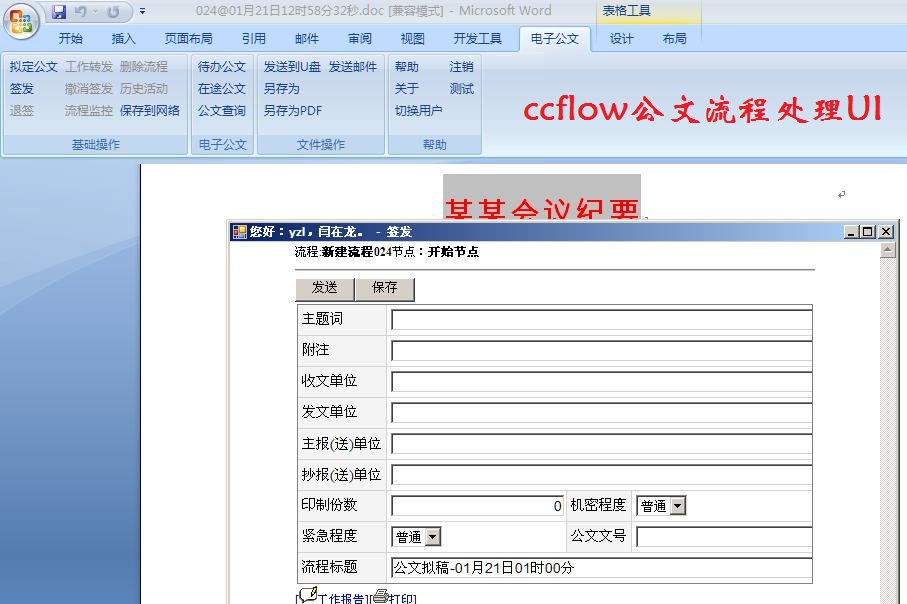 024@01月21日12时58分32秒.doc [兼容模式] - Microsoft Word 表格工具
开始 插入 页面布局 引用 邮件 审阅 视图 开发工具 电子公文 设计 布局
拟定公文 工作转发 删除流程 待办公文 发送到U盘 发送邮件 帮助 注销
签发 撤消签发 历史活动 在途公文 另存为 关于 测试
退签 流程监控 保存到网络 公文查询 另存为PDF 切换用户
基础操作 电子公文 文件操作 帮助
ccflow公文流程处理UI
某某会议纪要
您好：yzl，闫在龙。 - 签发
流程:新建流程024节点：开始节点
发送 保存
主题词
附注
收文单位
发文单位
主报(送)单位
抄报(送)单位
印制份数 0 机密程度 普通
紧急程度 普通 公文文号
流程标题 公文拟稿-01月21日01时00分
[工作报告][打印]